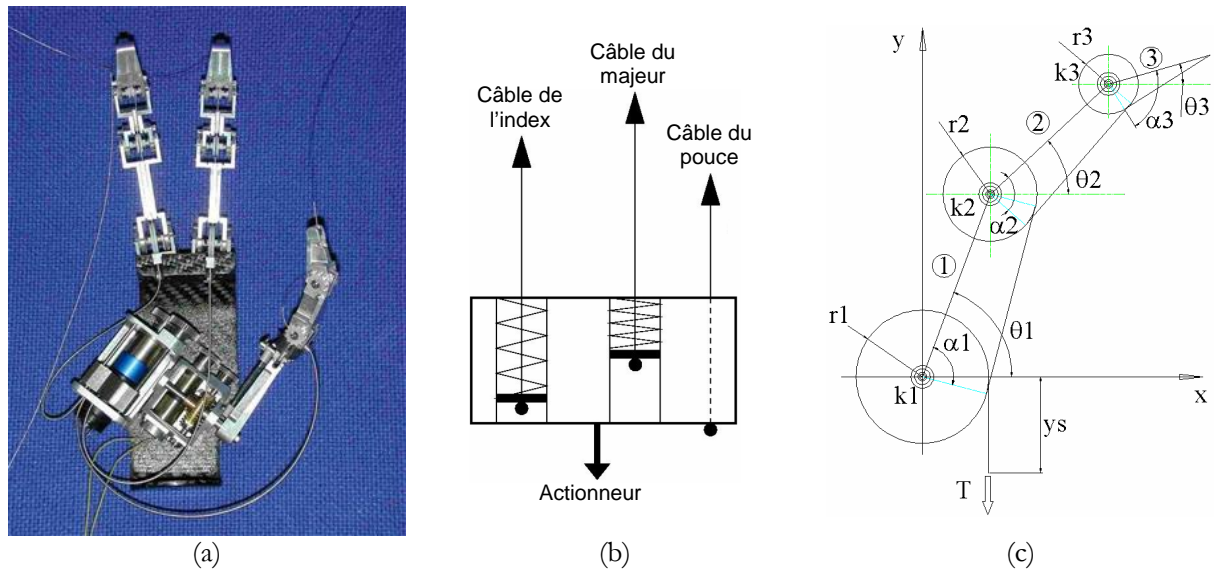 Câble de
l’index
Câble du
majeur
Câble du
pouce
Actionneur
y
r3
3
k3
θ3
α3
2
r2
θ2
k2
α2
1
r1
θ1
α1
k1
x
ys
T
(a)
(b)
(c)